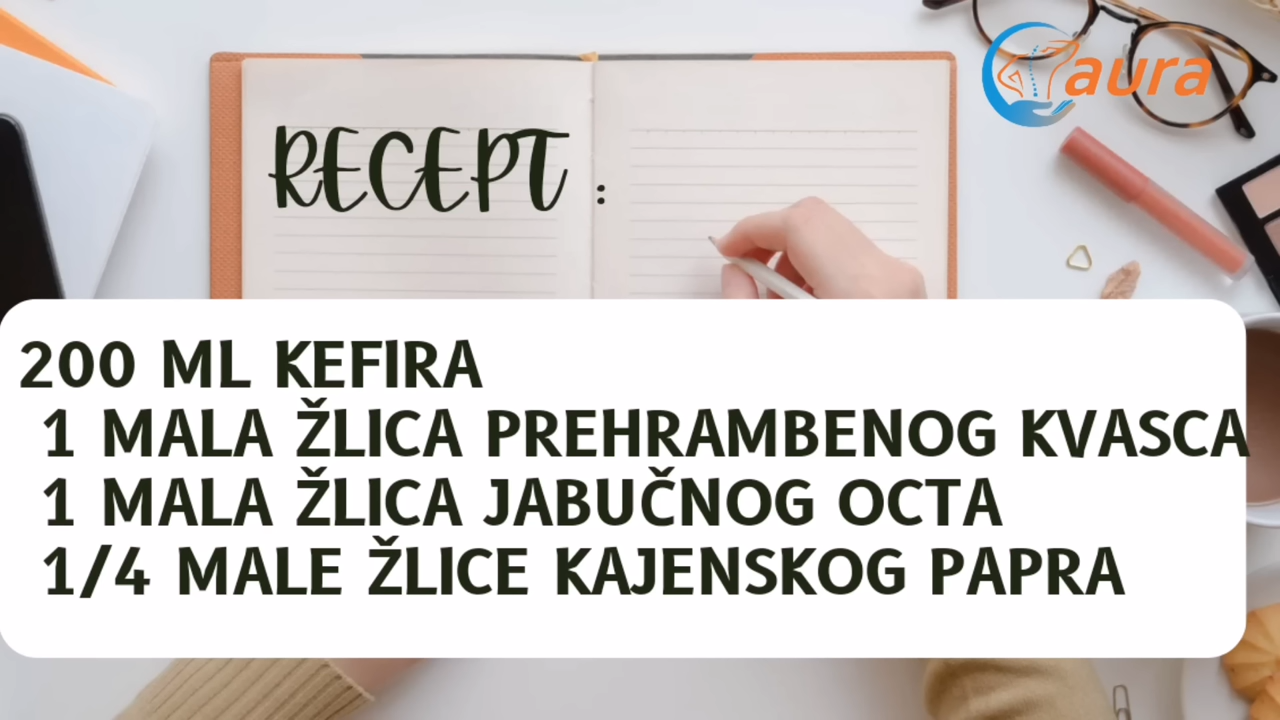 aura
RECEPT :
200 ML KEFIRA
1 MALA ŽLICA PREHRAMBENOG KVASCA
1 MALA ŽLICA JABUČNOG OCTA
1/4 MALE ŽLICE KAJENSKOG PAPRA